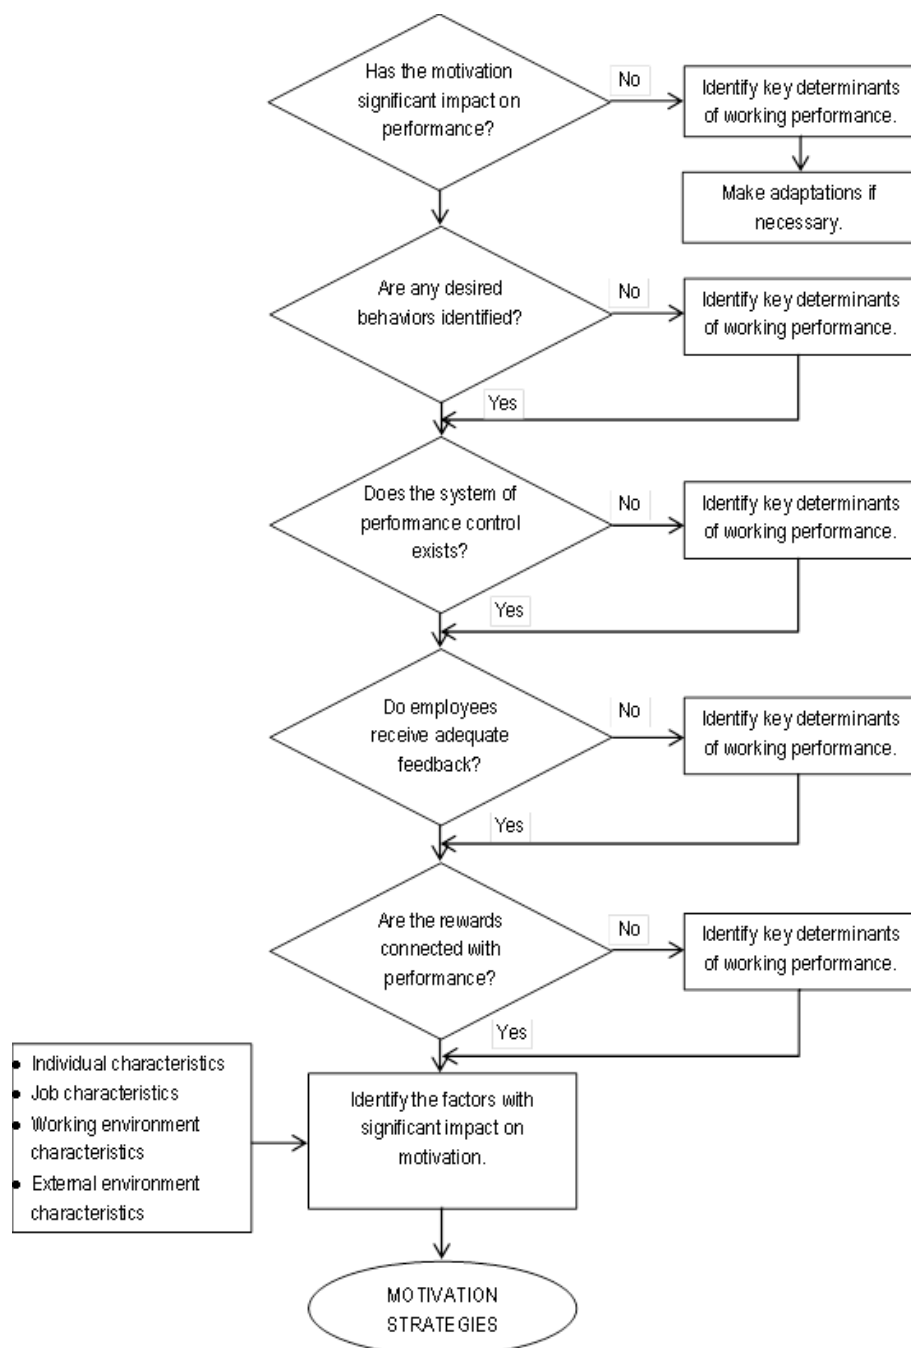 Has the motivation
significant impact on
performance?
No
Identify key determinants
of working performance.
Make adaptations if
necessary.
Are any desired
behaviors identified?
No
Identify key determinants
of working performance.
Yes
Does the system of
performance control
exists?
No
Identify key determinants
of working performance.
Yes
Do employees
receive adequate
feedback?
No
Identify key determinants
of working performance.
Yes
Are the rewards
connected with
performance?
No
Identify key determinants
of working performance.
Yes
• Individual characteristics
• Job characteristics
• Working environment
characteristics
• External environment
characteristics
Identify the factors with
significant impact on
motivation.
MOTIVATION
STRATEGIES